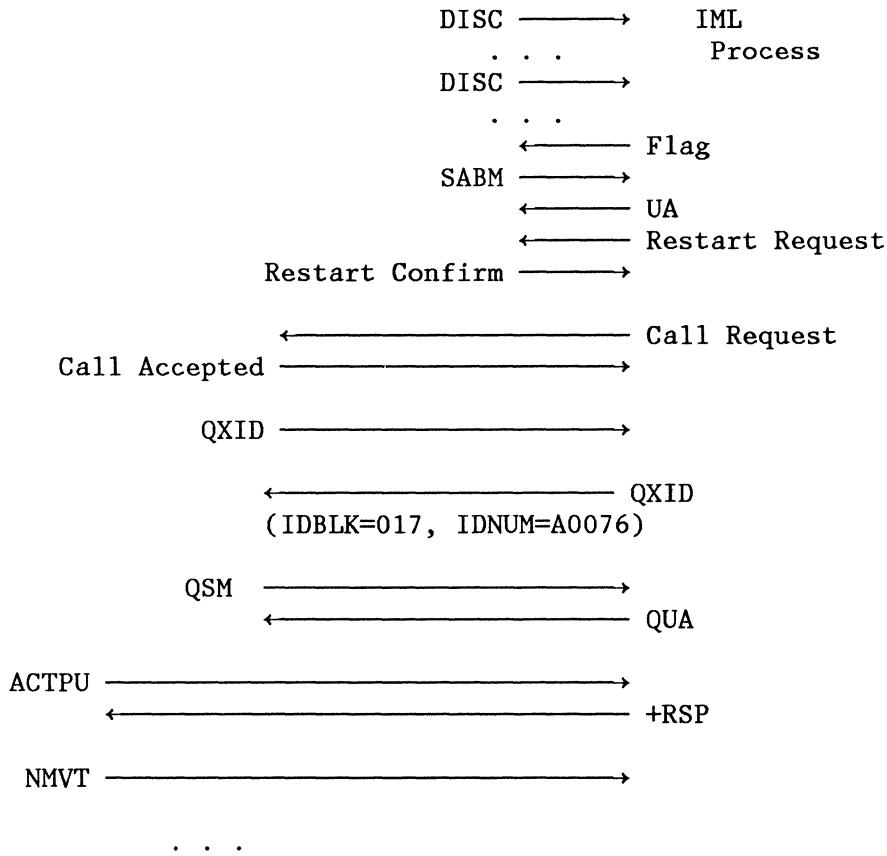 DISC IML
. . . Process
DISC
. . .
Flag
SABM
UA
Restart Request
Restart Confirm
Call Request
Call Accepted
QXID
QXID
(IDBLK=017, IDNUM=A0076)
QSM
QUA
ACTPU
+RSP
NMVT
. . .